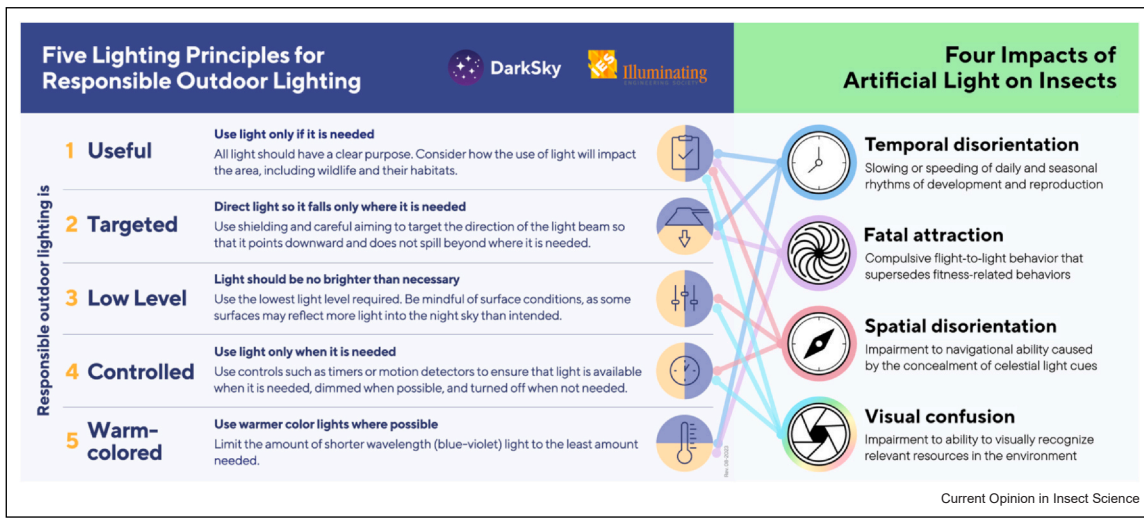 Five Lighting Principles for
Responsible Outdoor Lighting
DarkSky
IES
Illuminating
ENGINEERING SOCIETY
Four Impacts of
Artificial Light on Insects
Responsible outdoor lighting is
1 Useful
Use light only if it is needed
All light should have a clear purpose. Consider how the use of light will impact
the area, including wildlife and their habitats.
2 Targeted
Direct light so it falls only where it is needed
Use shielding and careful aiming to target the direction of the light beam so
that it points downward and does not spill beyond where it is needed.
3 Low Level
Light should be no brighter than necessary
Use the lowest light level required. Be mindful of surface conditions, as some
surfaces may reflect more light into the night sky than intended.
4 Controlled
Use light only when it is needed
Use controls such as timers or motion detectors to ensure that light is available
when it is needed, dimmed when possible, and turned off when not needed.
5 Warm-
colored
Use warmer color lights where possible
Limit the amount of shorter wavelength (blue-violet) light to the least amount
needed.
Temporal disorientation
Slowing or speeding of daily and seasonal
rhythms of development and reproduction
Fatal attraction
Compulsive flight-to-light behavior that
supersedes fitness-related behaviors
Spatial disorientation
Impairment to navigational ability caused
by the concealment of celestial light cues
Visual confusion
Impairment to ability to visually recognize
relevant resources in the environment
Current Opinion in Insect Science